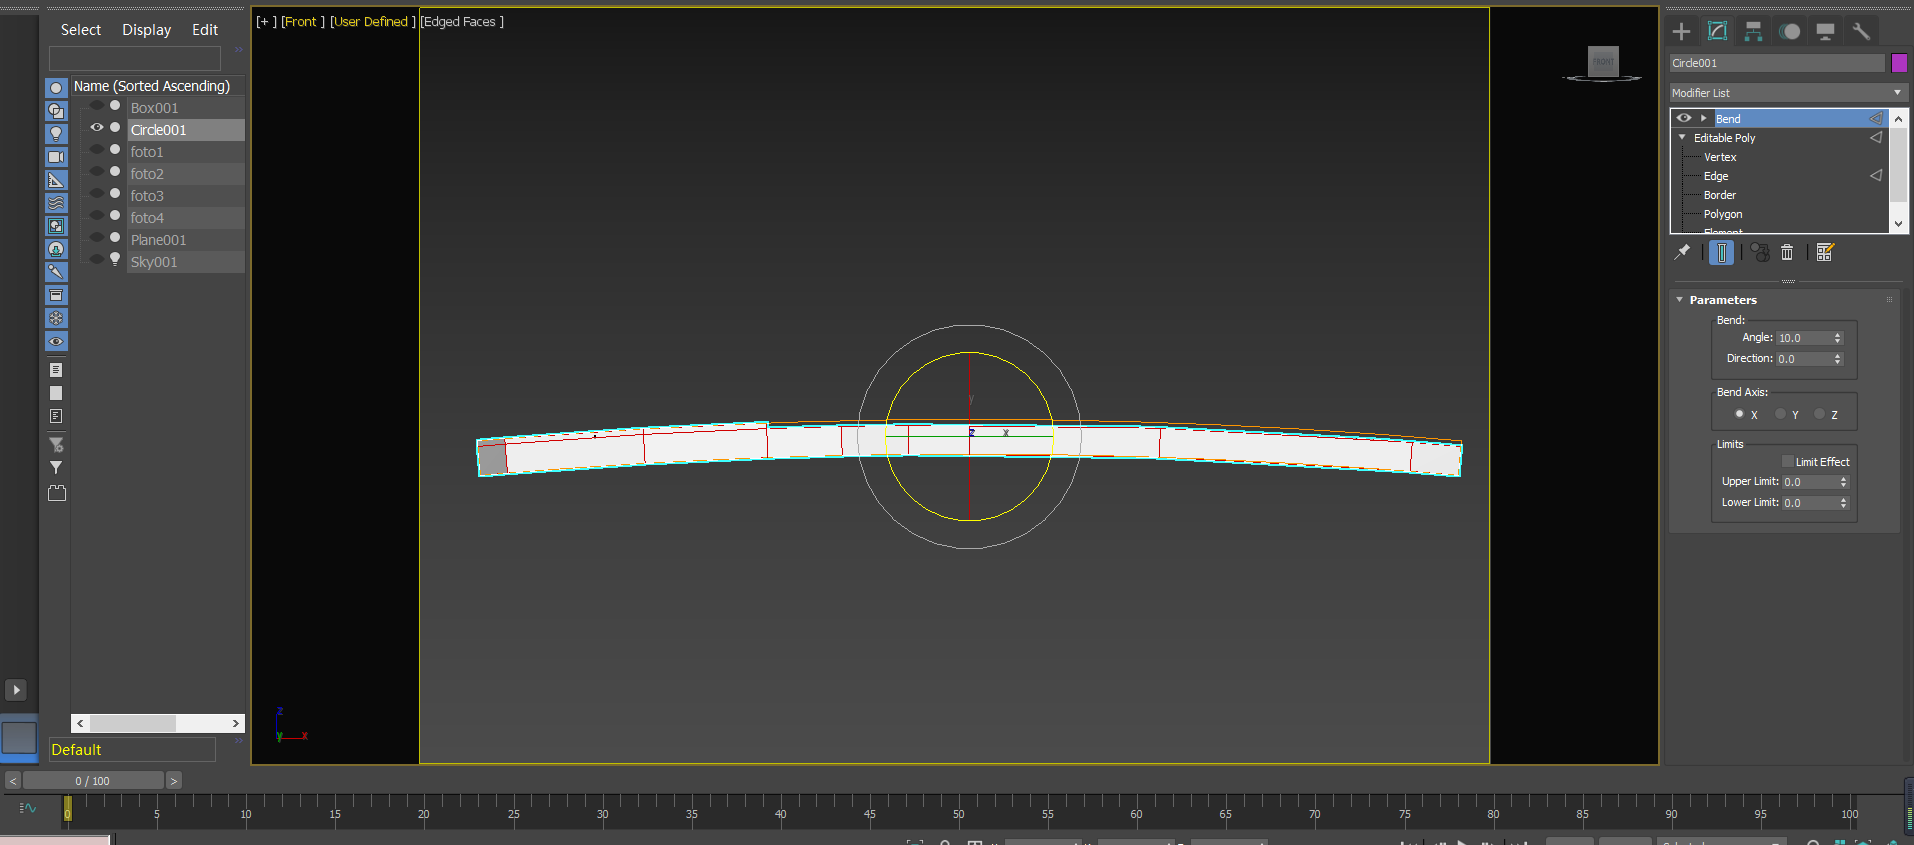 Select Display Edit
Name (Sorted Ascending)
Box001
Circle001
foto1
foto2
foto3
foto4
Plane001
Sky001
Default
[+ ] [Front ] [User Defined ] [Edged Faces ]
FRONT
y
z x
z
y x
Circle001
Modifier List
Bend
Editable Poly
Vertex
Edge
Border
Polygon
Element
Parameters
Bend:
Angle: 10.0
Direction: 0.0
Bend Axis:
X Y Z
Limits
Limit Effect
Upper Limit: 0.0
Lower Limit: 0.0
< 0 / 100 >
0 5 10 15 20 25 30 35 40 45 50 55 60 65 70 75 80 85 90 95 100